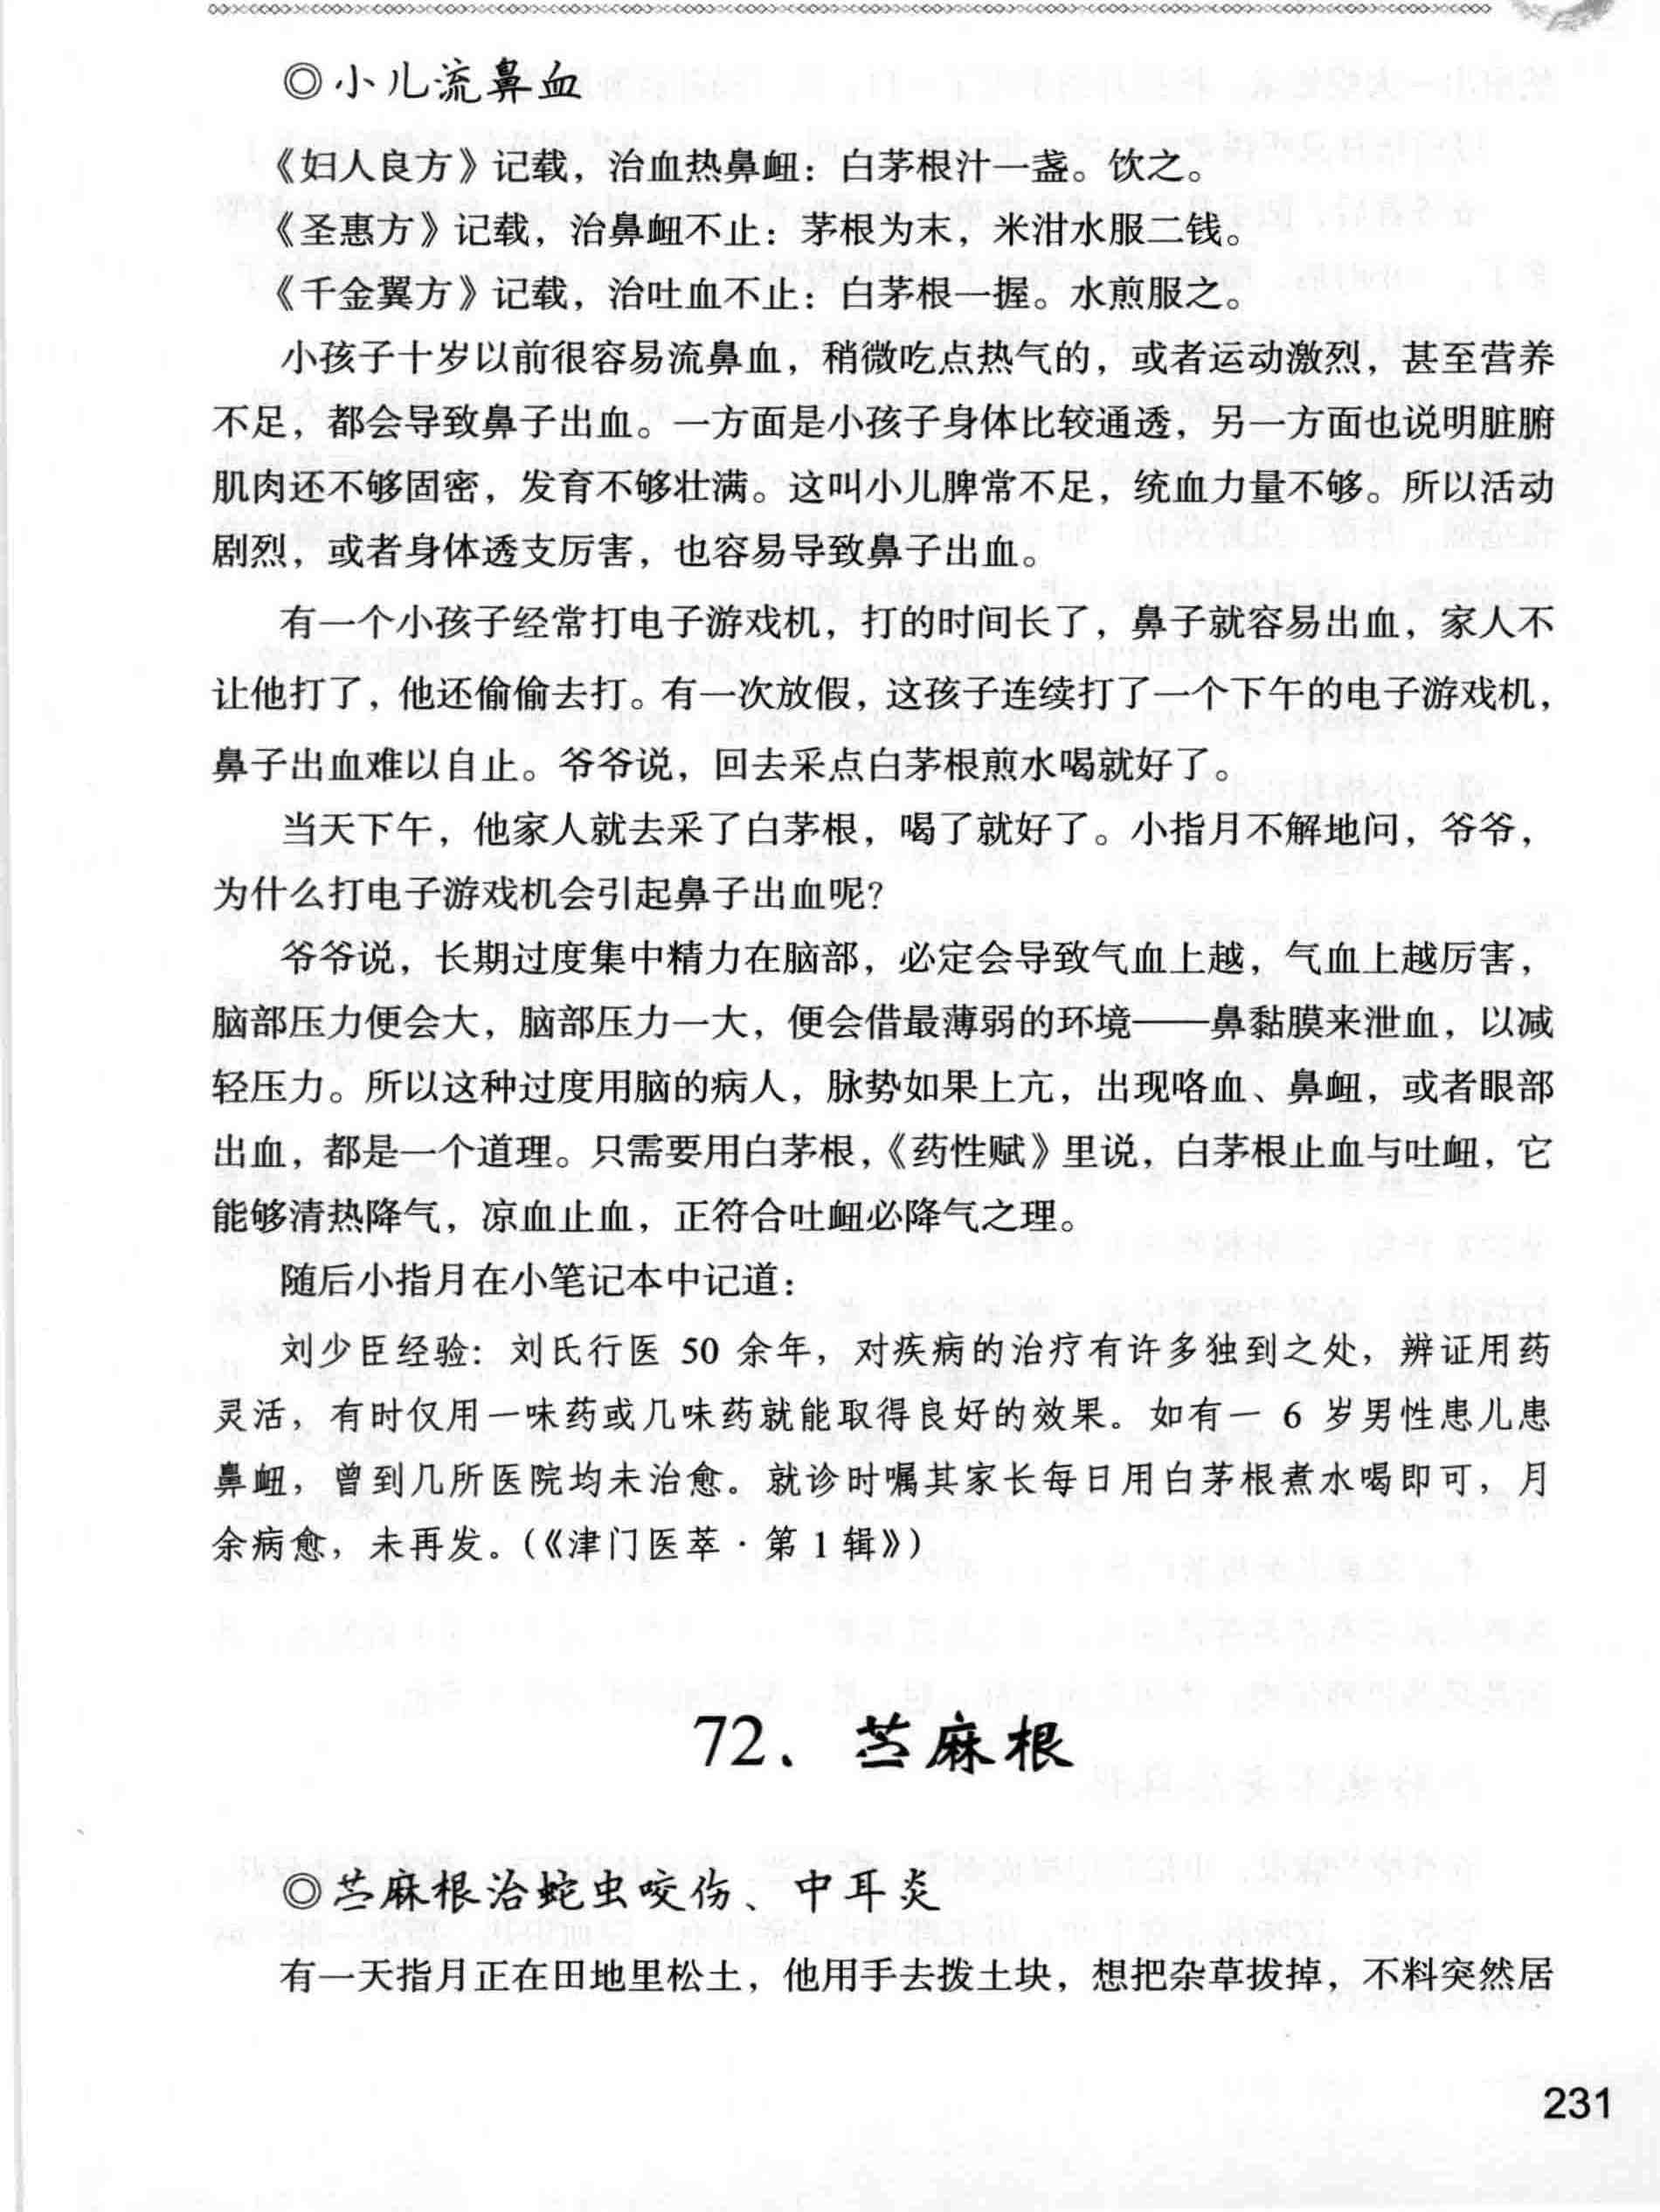 ◎小儿流鼻血
《妇人良方》记载，治血热鼻衄：白茅根汁一盏。饮之。
《圣惠方》记载，治鼻衄不止：茅根为末，米泔水服二钱。
《千金翼方》记载，治吐血不止：白茅根一握。水煎服之。
小孩子十岁以前很容易流鼻血，稍微吃点热气的，或者运动激烈，甚至营养
不足，都会导致鼻子出血。一方面是小孩子身体比较通透，另一方面也说明脏腑
肌肉还不够固密，发育不够壮满。这叫小儿脾常不足，统血力量不够。所以活动
剧烈，或者身体透支厉害，也容易导致鼻子出血。
有一个小孩子经常打电子游戏机，打的时间长了，鼻子就容易出血，家人不
让他打了，他还偷偷去打。有一次放假，这孩子连续打了一个下午的电子游戏机，
鼻子出血难以自止。爷爷说，回去采点白茅根煎水喝就好了。
当天下午，他家人就去采了白茅根，喝了就好了。小指月不解地问，爷爷，
为什么打电子游戏机会引起鼻子出血呢？
爷爷说，长期过度集中精力在脑部，必定会导致气血上越，气血上越厉害，
脑部压力便会大，脑部压力一大，便会借最薄弱的环境——鼻黏膜来泄血，以减
轻压力。所以这种过度用脑的病人，脉势如果上亢，出现咯血、鼻衄，或者眼部
出血，都是一个道理。只需要用白茅根，《药性赋》里说，白茅根止血与吐衄，它
能够清热降气，凉血止血，正符合吐衄必降气之理。
随后小指月在小笔记本中记道：
刘少臣经验：刘氏行医 50 余年，对疾病的治疗有许多独到之处，辨证用药
灵活，有时仅用一味药或几味药就能取得良好的效果。如有一 6 岁男性患儿患
鼻衄，曾到几所医院均未治愈。就诊时嘱其家长每日用白茅根煮水喝即可，月
余病愈，未再发。（《津门医萃·第 1 辑》）
72、苎麻根
◎苎麻根治蛇虫咬伤、中耳炎
有一天指月正在田地里松土，他用手去拨土块，想把杂草拔掉，不料突然居
231